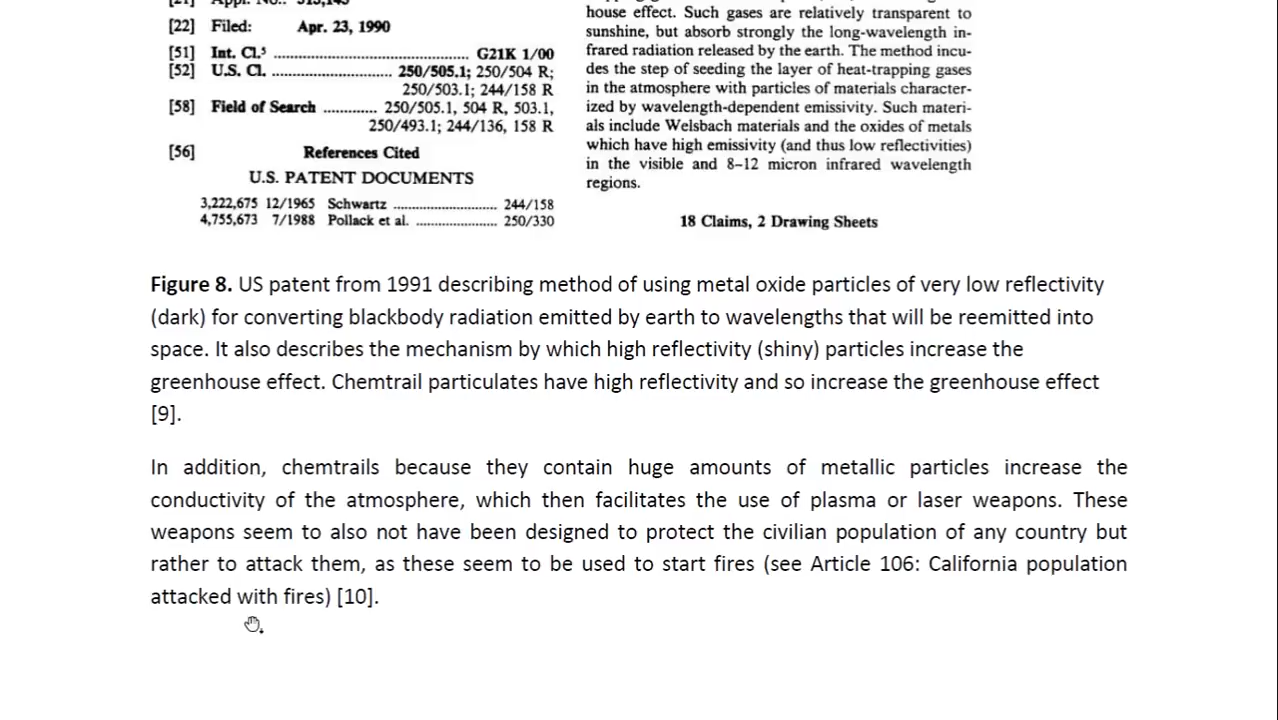 [21] Appl. No.: 513,145
[22] Filed: Apr. 23, 1990
[51] Int. Cl.⁵ ........................................ G21K 1/00
[52] U.S. Cl. ............................ 250/505.1; 250/504 R;
250/503.1; 244/158 R
[58] Field of Search ............ 250/505.1, 504 R, 503.1,
250/493.1; 244/136, 158 R
[56] References Cited
U.S. PATENT DOCUMENTS
3,222,675 12/1965 Schwartz ........................ 244/158
4,755,673 7/1988 Pollack et al. ................... 250/330
house effect. Such gases are relatively transparent to
sunshine, but absorb strongly the long-wavelength in-
frared radiation released by the earth. The method incu-
des the step of seeding the layer of heat-trapping gases
in the atmosphere with particles of materials character-
ized by wavelength-dependent emissivity. Such materi-
als include Welsbach materials and the oxides of metals
which have high emissivity (and thus low reflectivities)
in the visible and 8-12 micron infrared wavelength
regions.
18 Claims, 2 Drawing Sheets
Figure 8. US patent from 1991 describing method of using metal oxide particles of very low reflectivity
(dark) for converting blackbody radiation emitted by earth to wavelengths that will be reemitted into
space. It also describes the mechanism by which high reflectivity (shiny) particles increase the
greenhouse effect. Chemtrail particulates have high reflectivity and so increase the greenhouse effect
[9].
In addition, chemtrails because they contain huge amounts of metallic particles increase the
conductivity of the atmosphere, which then facilitates the use of plasma or laser weapons. These
weapons seem to also not have been designed to protect the civilian population of any country but
rather to attack them, as these seem to be used to start fires (see Article 106: California population
attacked with fires) [10].